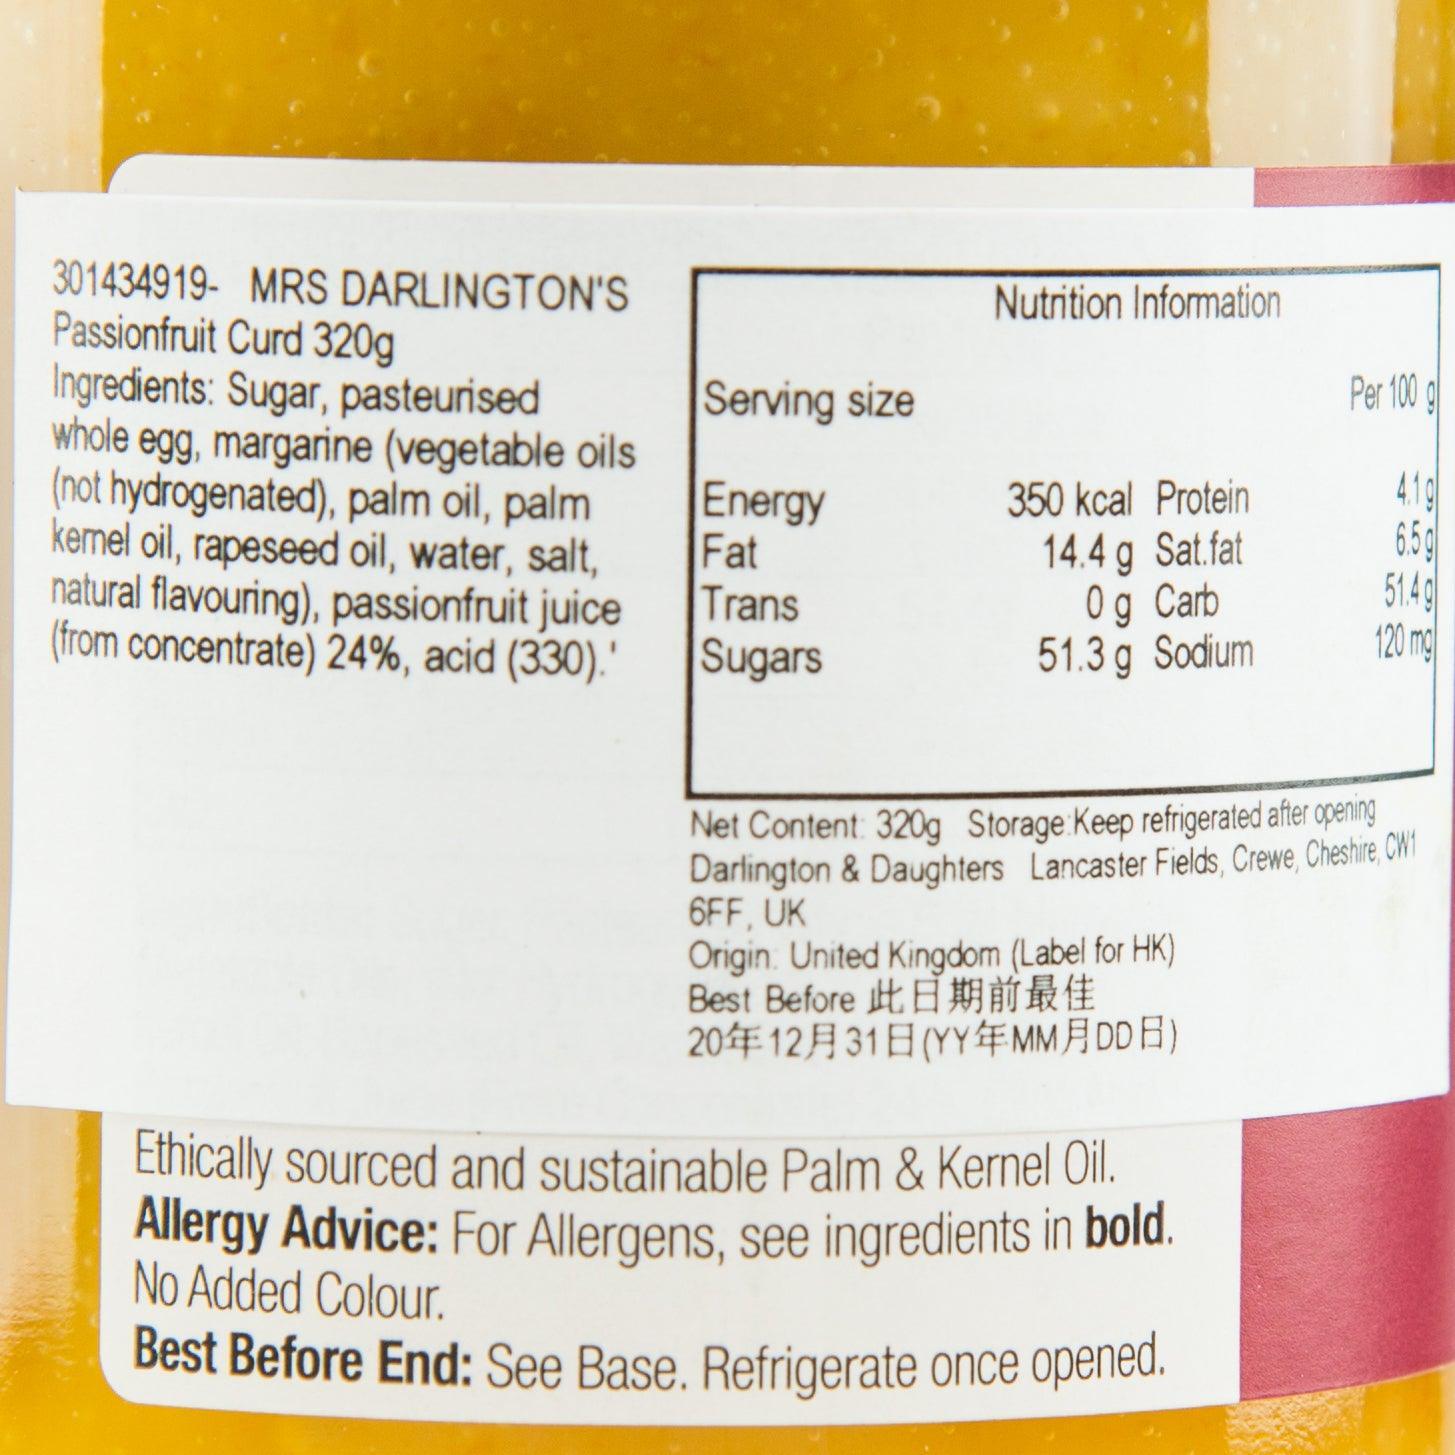 301434919- MRS DARLINGTON'S
Passionfruit Curd 320g
Ingredients: Sugar, pasteurised
whole egg, margarine (vegetable oils
(not hydrogenated), palm oil, palm
kernel oil, rapeseed oil, water, salt,
natural flavouring), passionfruit juice
(from concentrate) 24%, acid (330).'
Nutrition Information
Serving size Per 100 g
Energy 350 kcal Protein 4.1 g
Fat 14.4 g Sat.fat 6.5 g
Trans 0 g Carb 51.4 g
Sugars 51.3 g Sodium 120 mg
Net Content: 320g Storage:Keep refrigerated after opening
Darlington & Daughters Lancaster Fields, Crewe, Cheshire, CW1
6FF, UK
Origin: United Kingdom (Label for HK)
Best Before 此日期前最佳
20年12月31日(YY年MM月DD日)
Ethically sourced and sustainable Palm & Kernel Oil.
Allergy Advice: For Allergens, see ingredients in bold.
No Added Colour.
Best Before End: See Base. Refrigerate once opened.